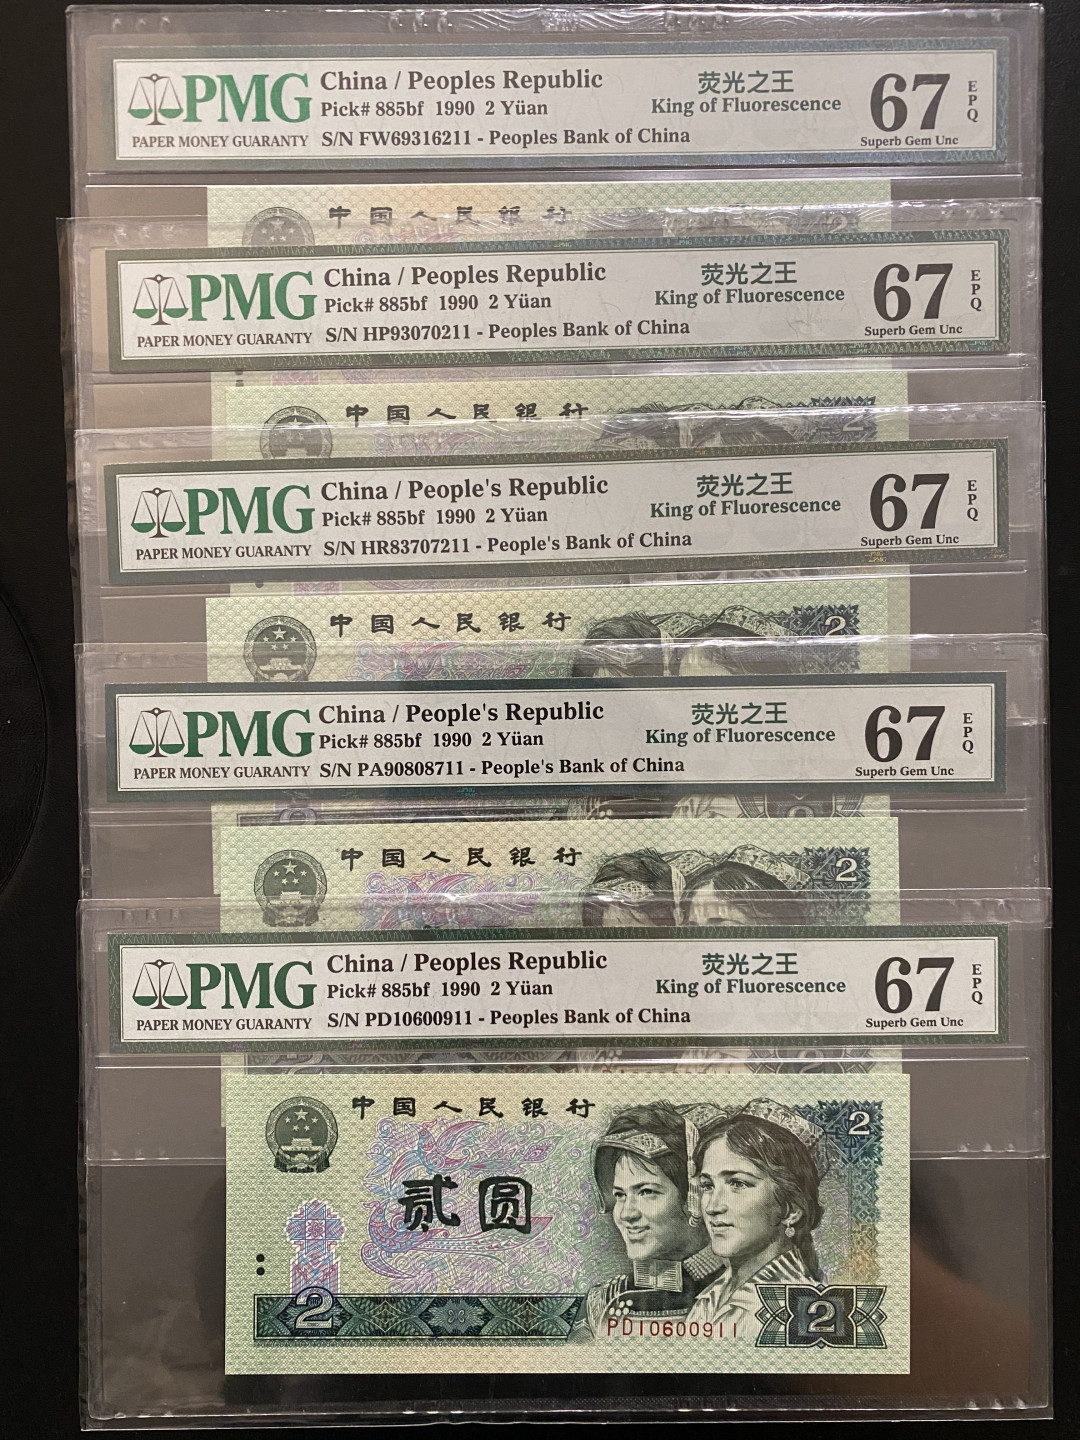 PMG
PAPER MONEY GUARANTY
China / Peoples Republic
Pick# 885bf 1990 2 Yüan
S/N FW69316211 - Peoples Bank of China
荧光之王
King of Fluorescence
67
EPQ
Superb Gem Unc
中国人民银行
PMG
PAPER MONEY GUARANTY
China / Peoples Republic
Pick# 885bf 1990 2 Yüan
S/N HP93070211 - Peoples Bank of China
荧光之王
King of Fluorescence
67
EPQ
Superb Gem Unc
中国人民银行
2
PMG
PAPER MONEY GUARANTY
China / People's Republic
Pick# 885bf 1990 2 Yüan
S/N HR83707211 - People's Bank of China
荧光之王
King of Fluorescence
67
EPQ
Superb Gem Unc
中国人民银行
2
PMG
PAPER MONEY GUARANTY
China / People's Republic
Pick# 885bf 1990 2 Yüan
S/N PA90808711 - People's Bank of China
荧光之王
King of Fluorescence
67
EPQ
Superb Gem Unc
中国人民银行
2
PMG
PAPER MONEY GUARANTY
China / Peoples Republic
Pick# 885bf 1990 2 Yüan
S/N PD10600911 - Peoples Bank of China
荧光之王
King of Fluorescence
67
EPQ
Superb Gem Unc
中国人民银行
2
贰圆
2
PD10600911
2